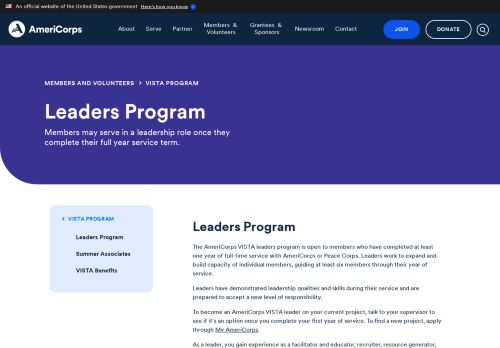 An official website of the United States government Here's how you know
AmeriCorps
About Serve Partner Members & Volunteers Grantees & Sponsors Newsroom Contact JOIN DONATE
MEMBERS AND VOLUNTEERS > VISTA PROGRAM
Leaders Program
Members may serve in a leadership role once they
complete their full year service term.
VISTA PROGRAM
Leaders Program
Summer Associates
VISTA Benefits
Leaders Program
The AmeriCorps VISTA leaders program is open to members who have completed at least
one year of full-time service with AmeriCorps or Peace Corps. Leaders work to expand and
build capacity of individual members, guiding at least six members through their year of
service.
Leaders have demonstrated leadership qualities and skills during their service and are
prepared to accept a new level of responsibility.
To become an AmeriCorps VISTA leader on your current project, talk to your supervisor to
see if it's an option once you complete your first year of service. To find a new project, apply
through My AmeriCorps.
As a leader, you gain experience as a facilitator and educator, recruiter, resource generator,